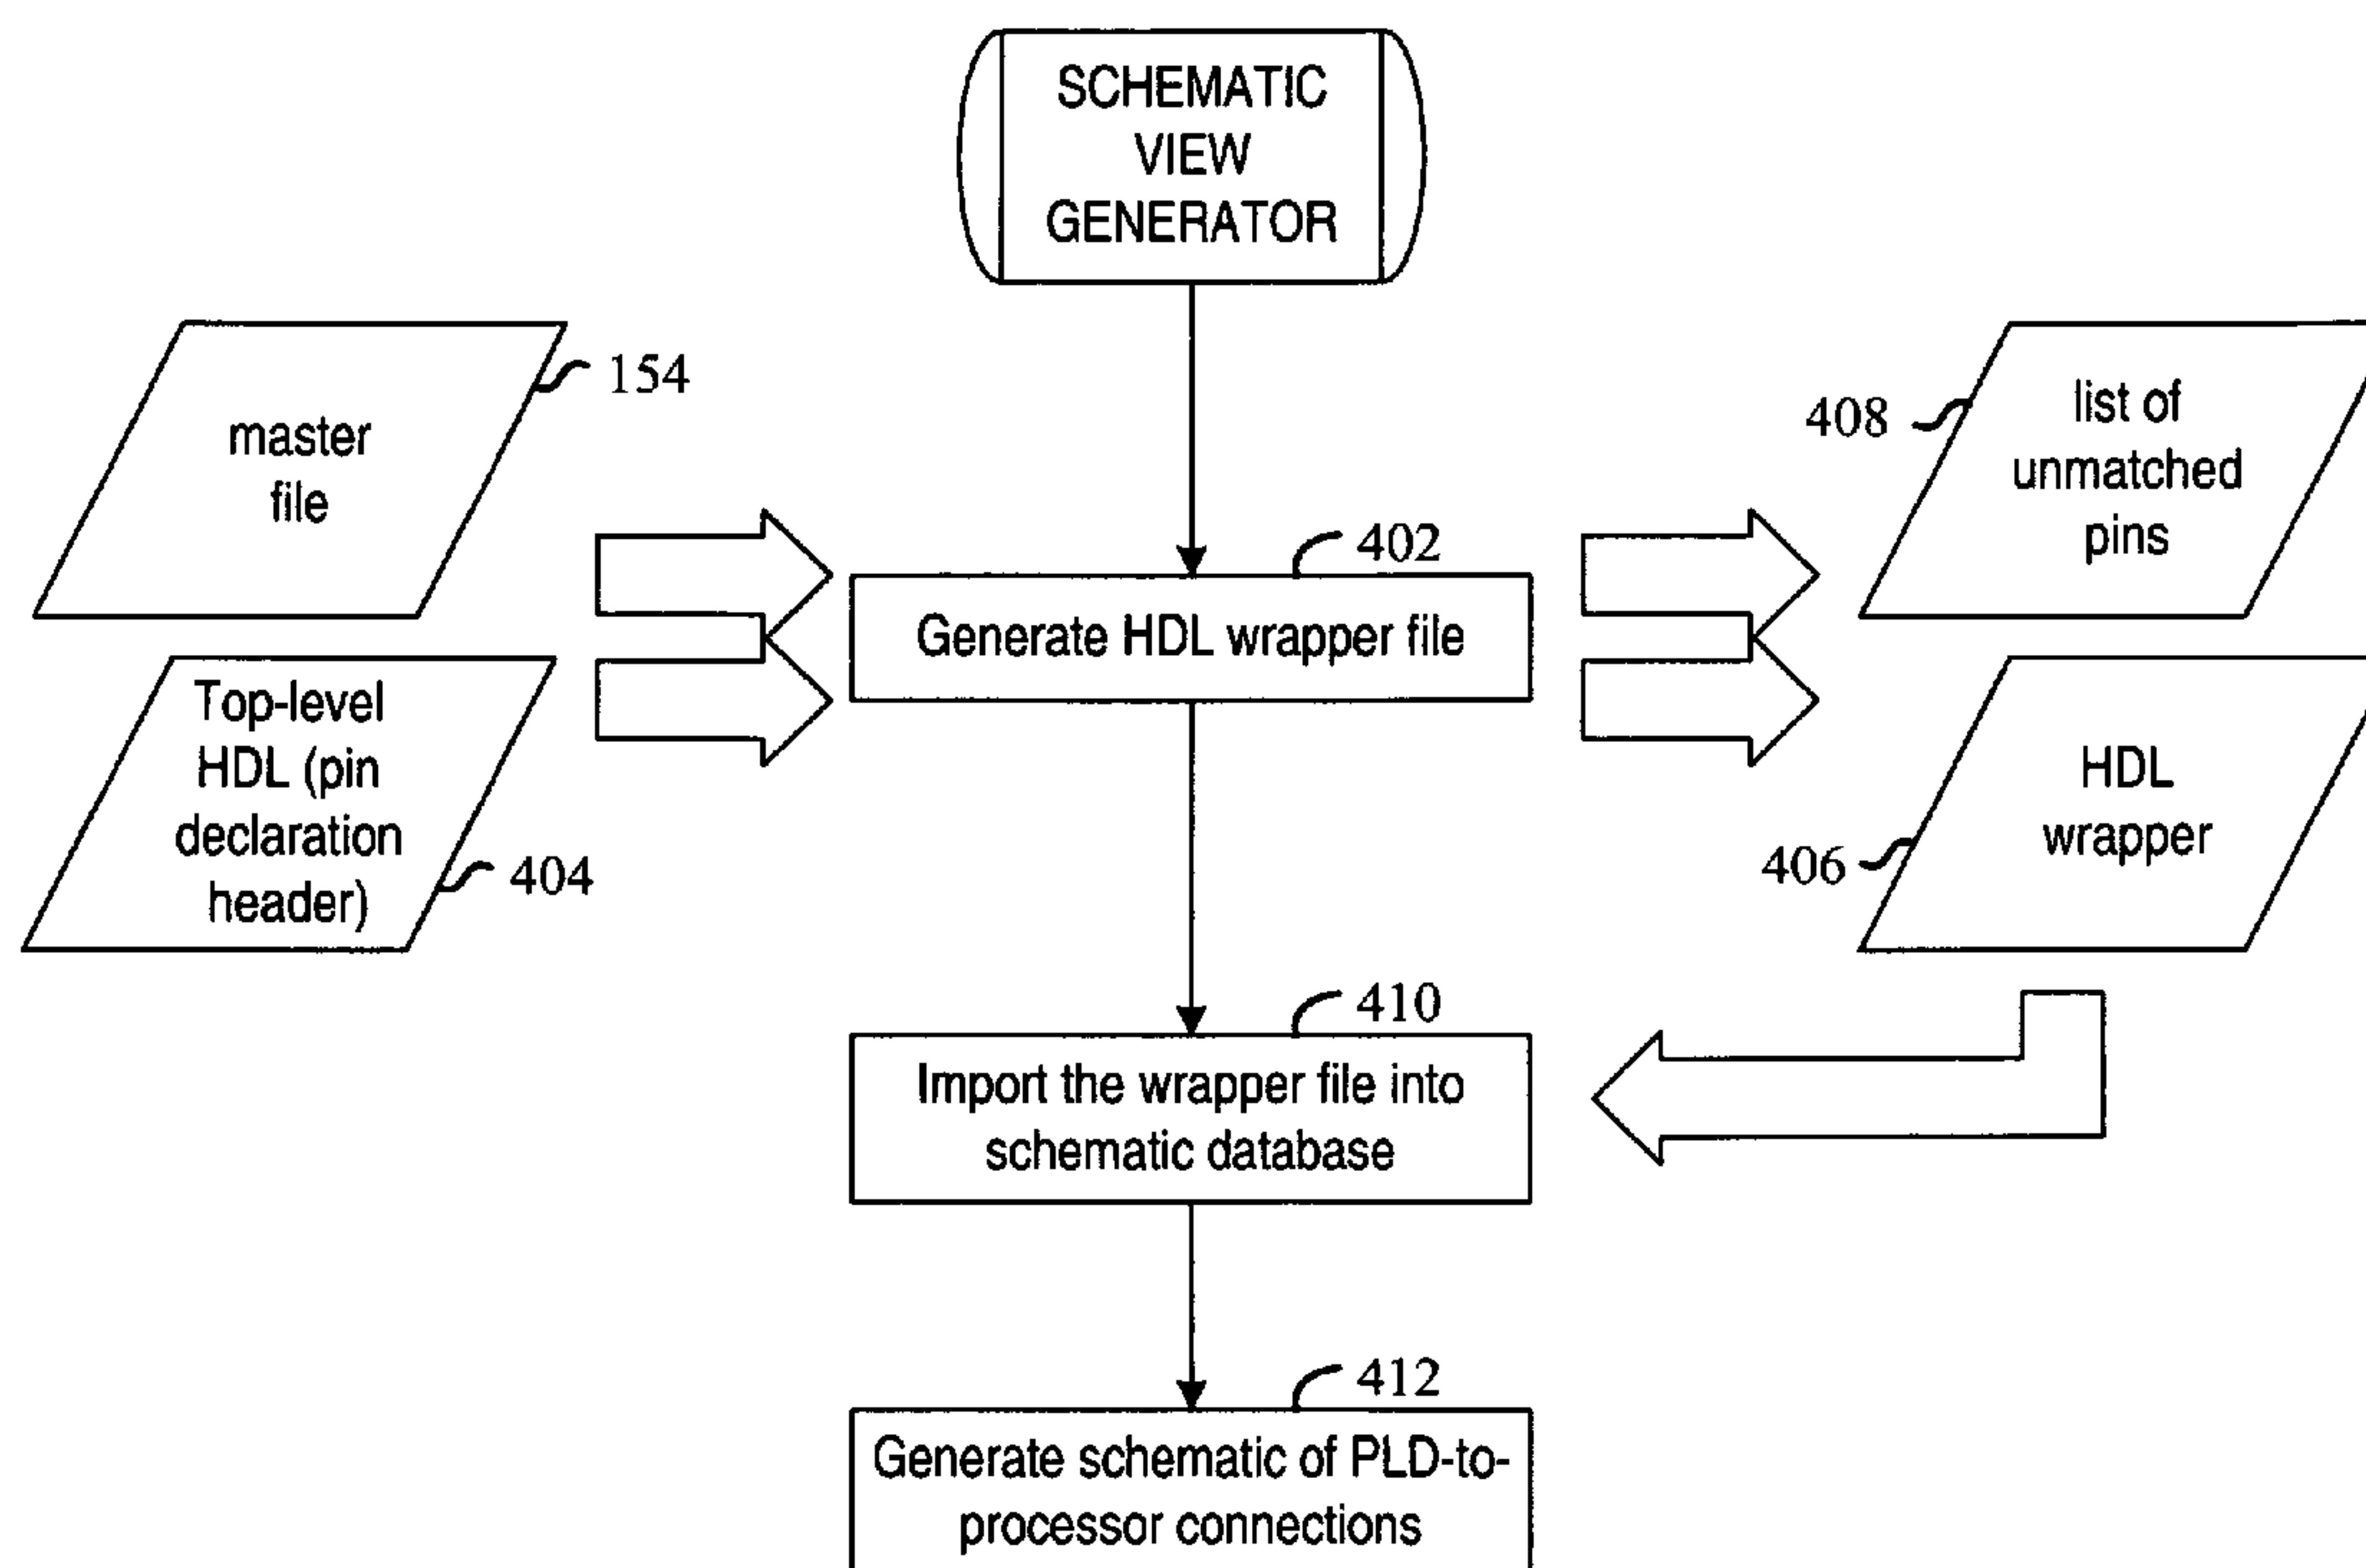 SCHEMATIC
VIEW
GENERATOR
154
master
file
408
list of
unmatched
pins
402
Generate HDL wrapper file
Top-level
HDL (pin
declaration
header)
404
HDL
wrapper
406
410
Import the wrapper file into
schematic database
412
Generate schematic of PLD-to-
processor connections